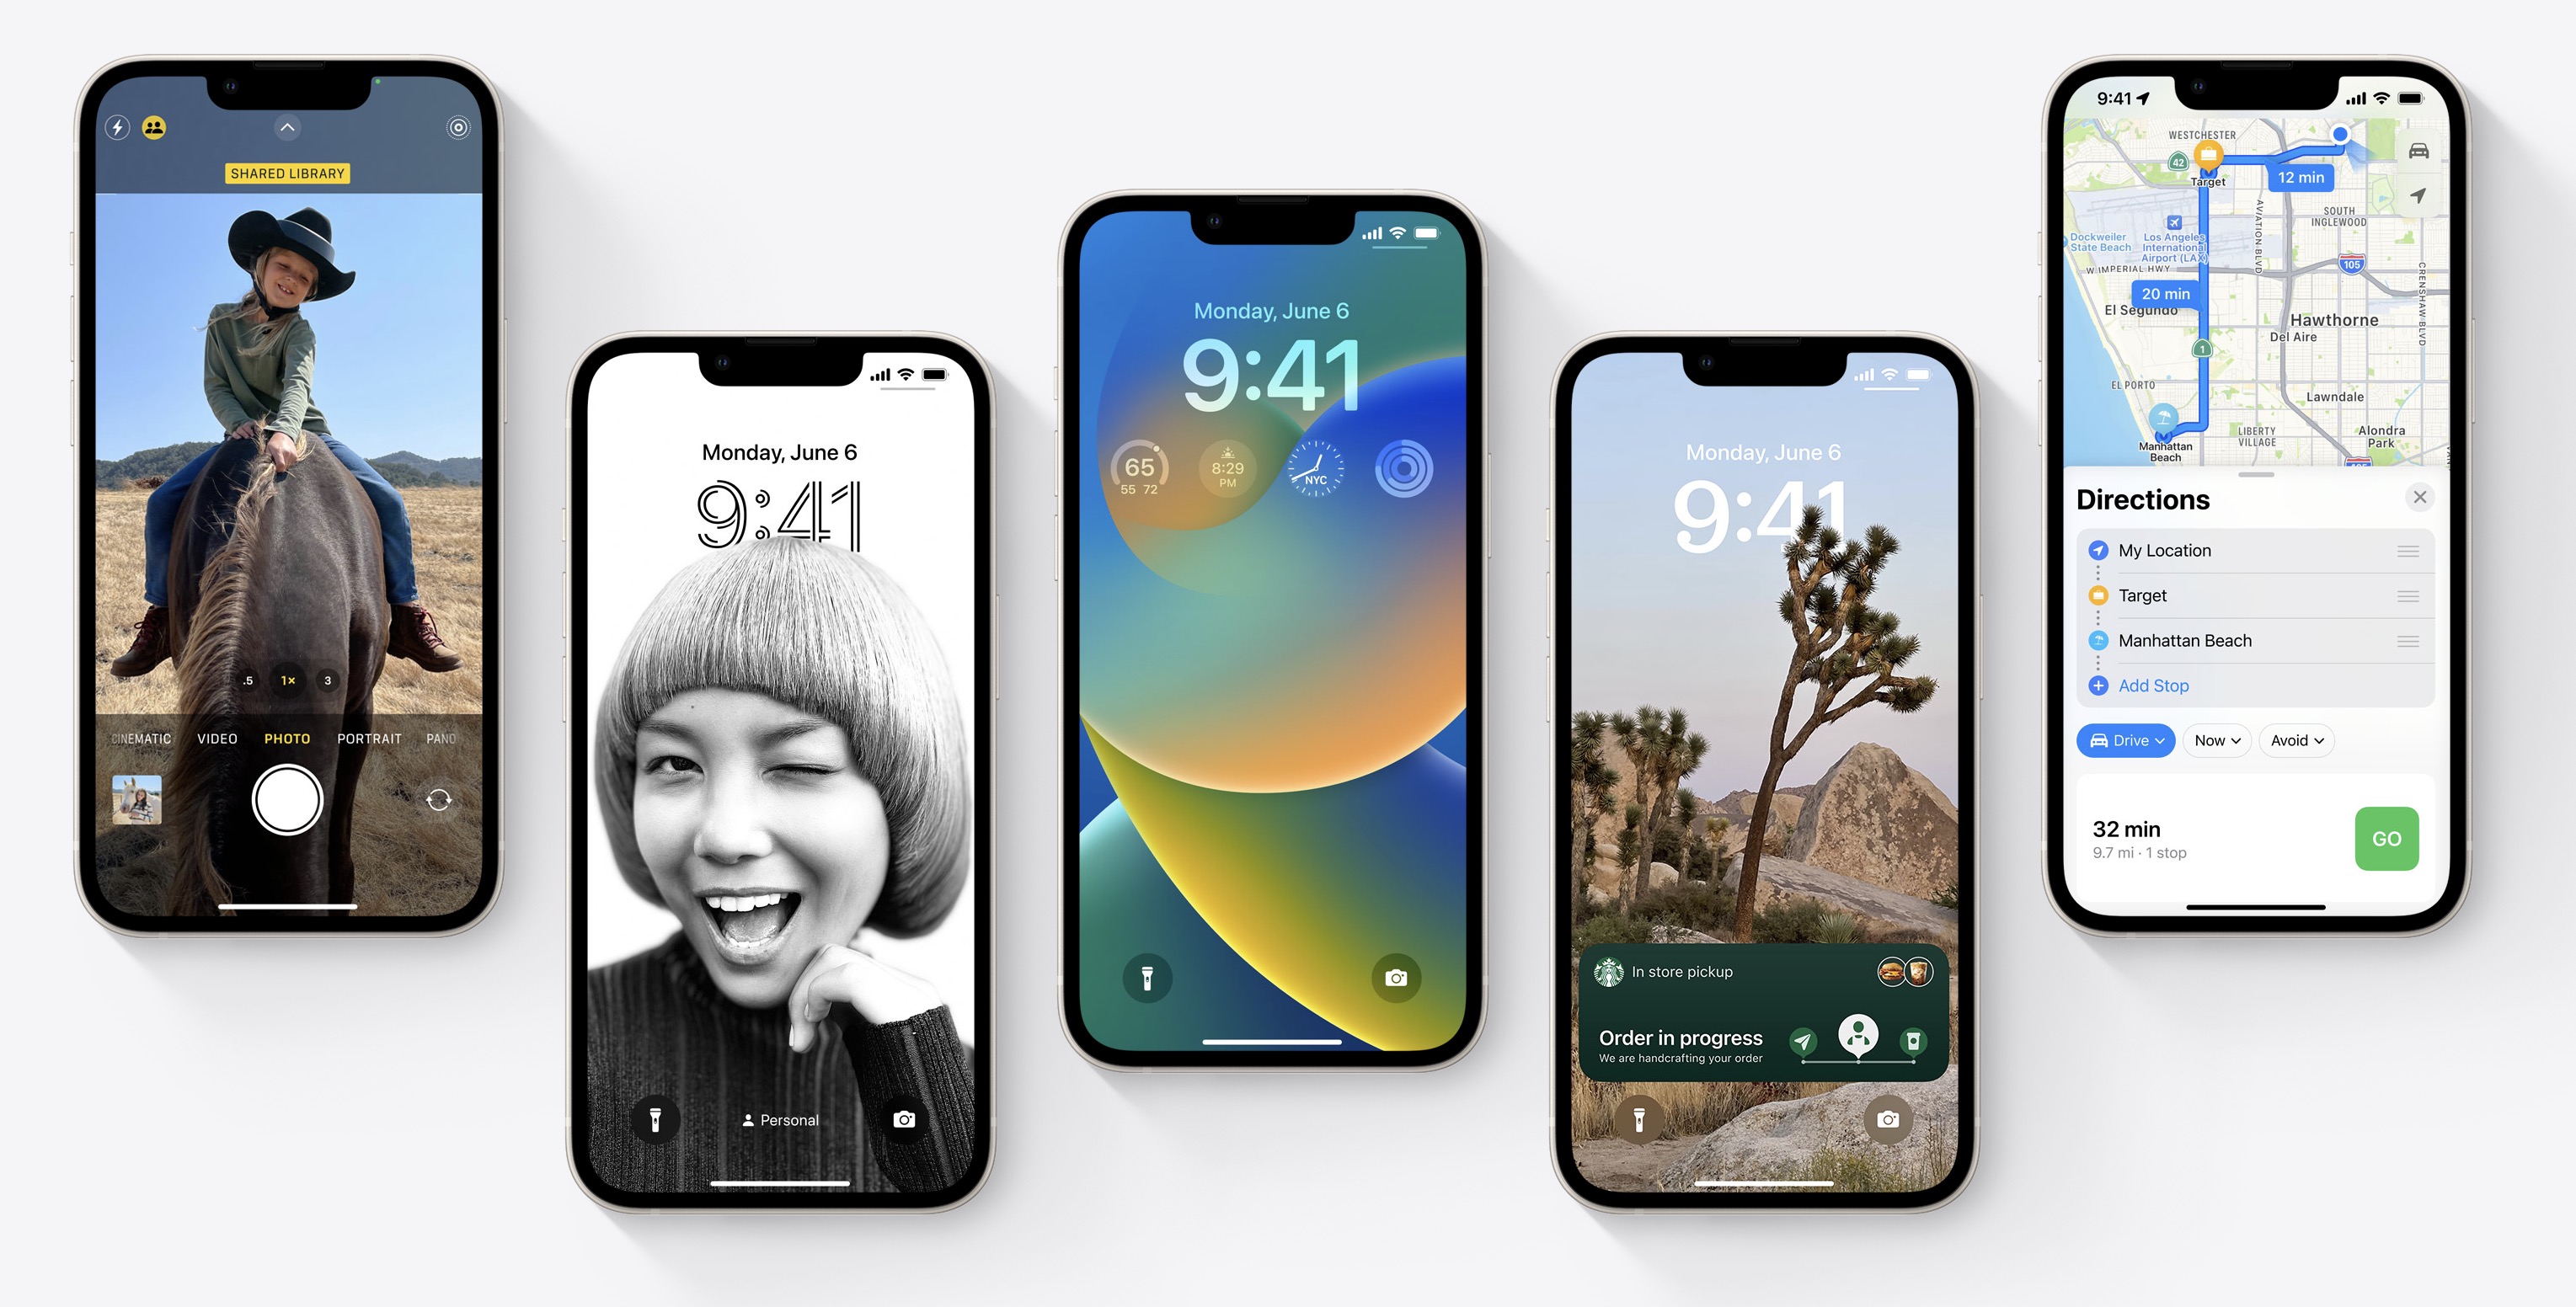 SHARED LIBRARY
.5 1× 3
CINEMATIC VIDEO PHOTO PORTRAIT PANO
Monday, June 6
9:41
Personal
Monday, June 6
9:41
65
55 72
8:29
PM
NYC
Monday, June 6
9:41
In store pickup
Order in progress
We are handcrafting your order
9:41
WESTCHESTER
42
Target
12 min
SOUTH
INGLEWOOD
AVIATION BLVD
Dockweiler
State Beach
Los Angeles
International
Airport (LAX)
W IMPERIAL HWY
105
CRENSHAW BLVD
20 min
El Segundo
Hawthorne
Del Aire
1
EL PORTO
Lawndale
LIBERTY
VILLAGE
Alondra
Park
Manhattan
Beach
Directions
My Location
Target
Manhattan Beach
Add Stop
Drive Now Avoid
32 min
9.7 mi · 1 stop
GO